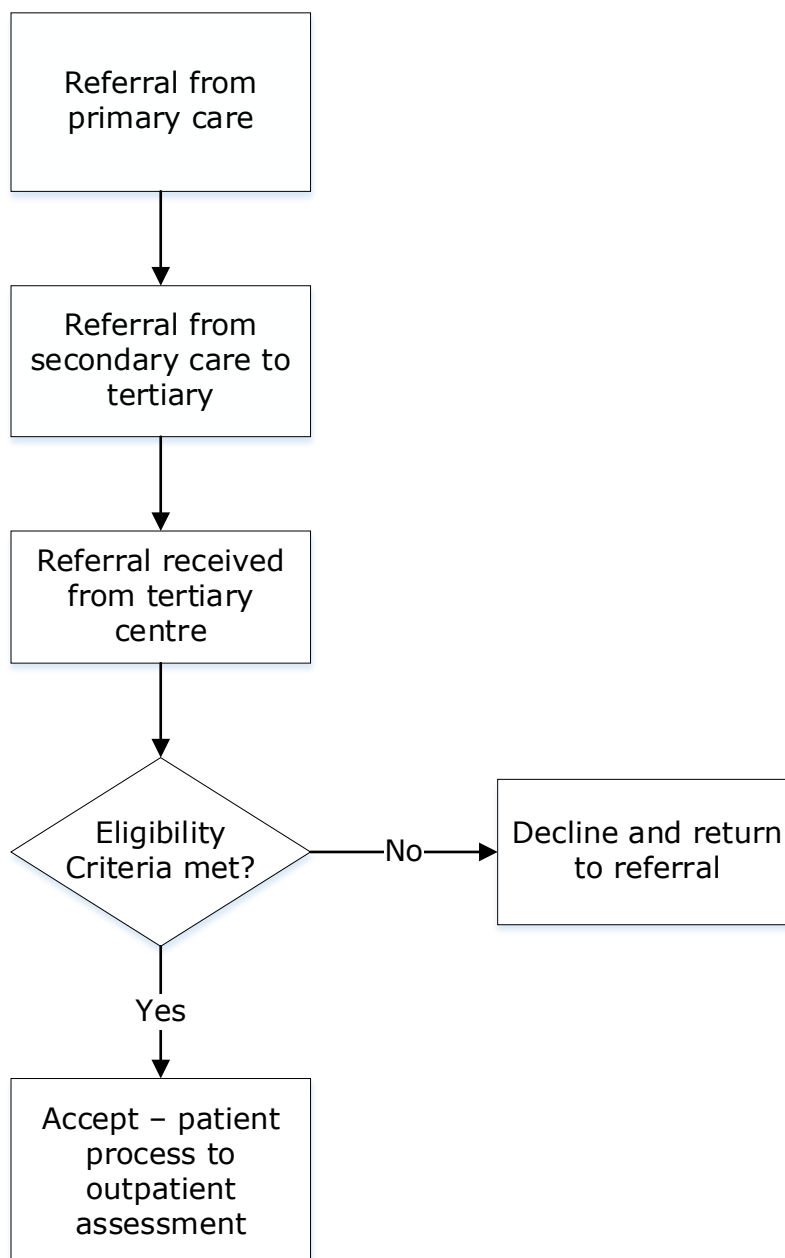 Referral from
primary care
Referral from
secondary care to
tertiary
Referral received
from tertiary
centre
Eligibility
Criteria met?
No
Decline and return
to referral
Yes
Accept – patient
process to
outpatient
assessment